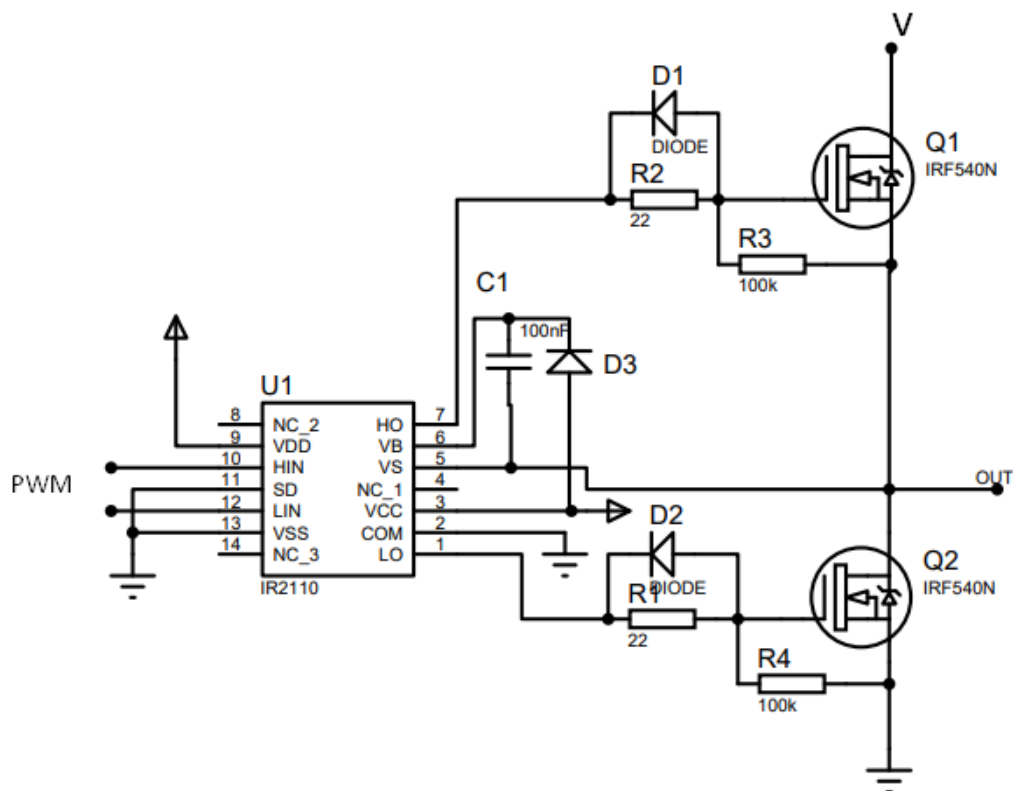 V
D1
DIODE
Q1
IRF540N
R2
22
R3
100k
C1
100nF
D3
U1
8 NC_2 HO 7
9 VDD VB 6
10 HIN VS 5
11 SD NC_1 4
12 LIN VCC 3
13 VSS COM 2
14 NC_3 LO 1
IR2110
PWM
OUT
D2
DIODE
R1
22
Q2
IRF540N
R4
100k